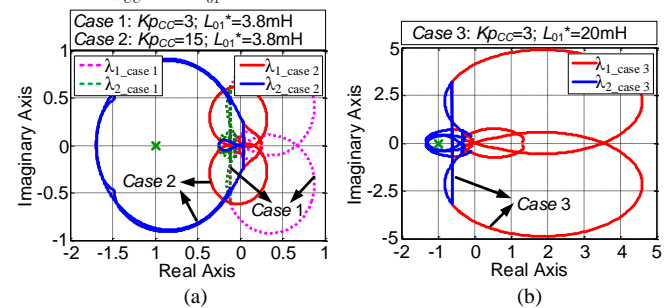 Case 1: Kp_CC=3; L_01*=3.8mH
Case 2: Kp_CC=15; L_01*=3.8mH
λ_1_case 1
λ_2_case 1
λ_1_case 2
λ_2_case 2
Imaginary Axis
1
0.5
0
-0.5
-1
Case 2
Case 1
-2
-1.5
-1
0.5
0
0.5
1
Real Axis
(a)
Case 3: Kp_CC=3; L_01*=20mH
λ_1_case 3
λ_2_case 3
Imaginary Axis
5
2.5
0
-2.5
-5
Case 3
-2
-1
0
1
2
3
4
5
Real Axis
(b)